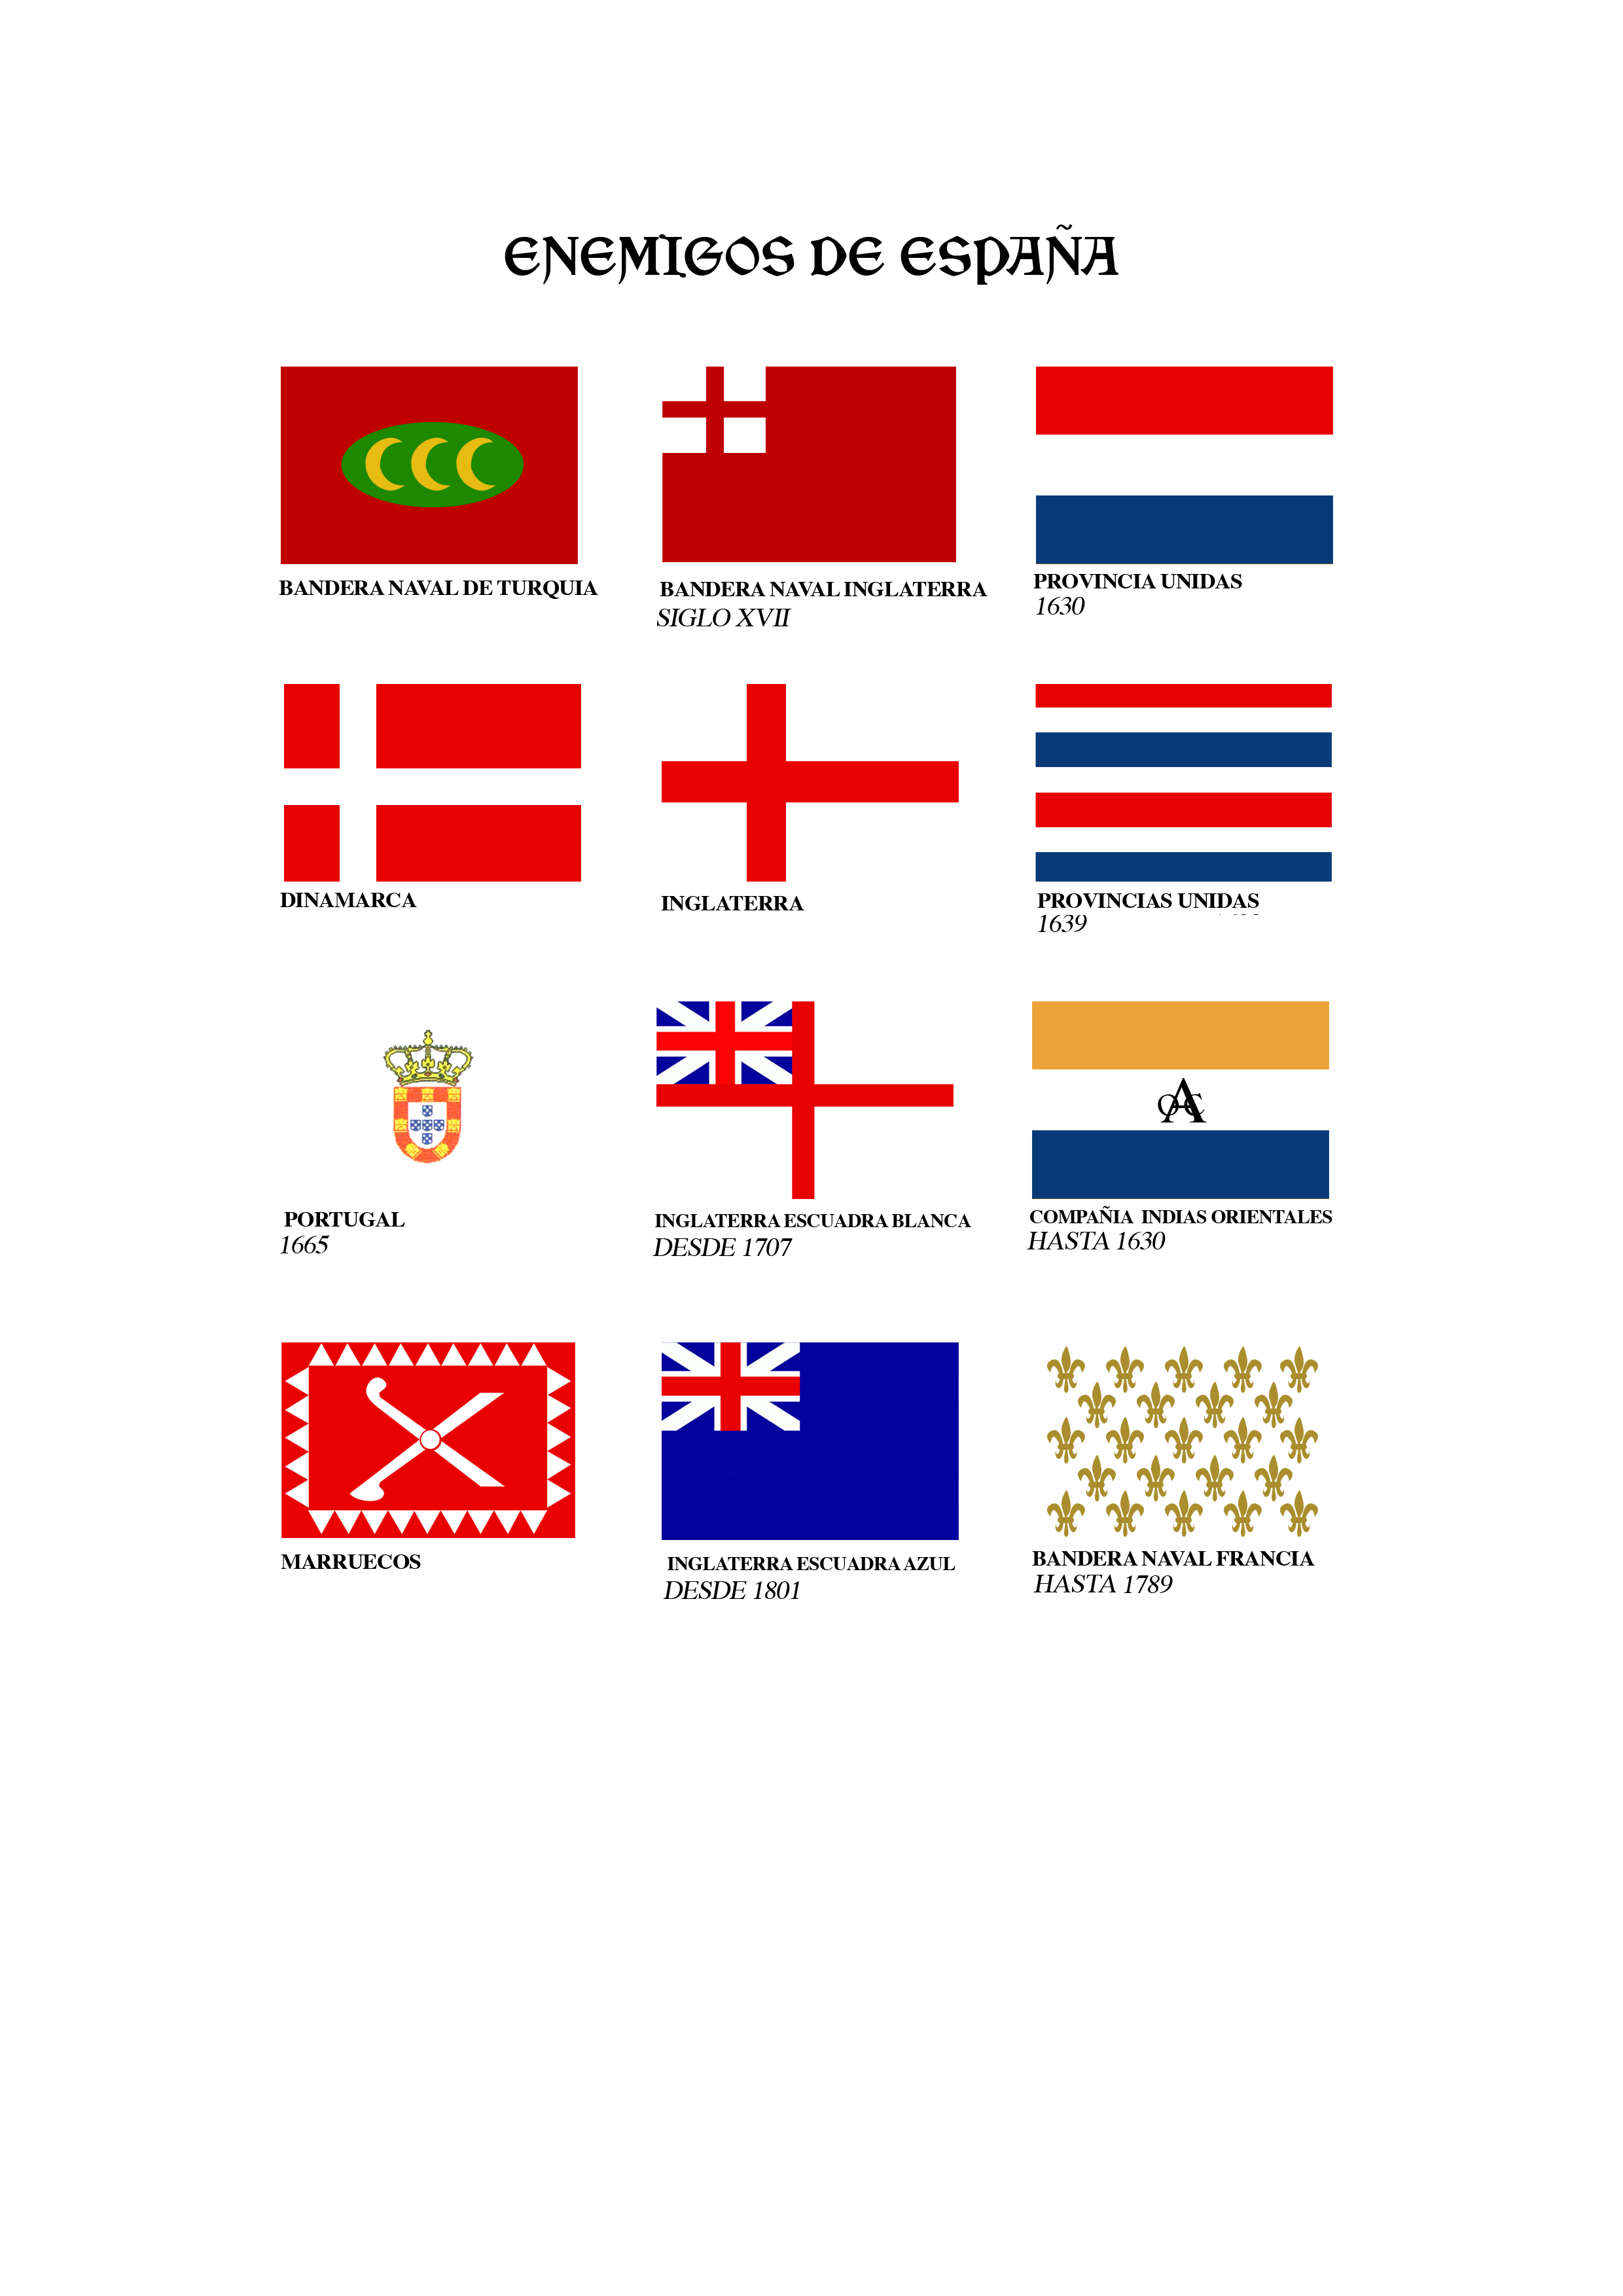 ENEMIGOS DE ESPAÑA
BANDERA NAVAL DE TURQUIA
BANDERA NAVAL INGLATERRA
SIGLO XVII
PROVINCIA UNIDAS
1630
DINAMARCA
INGLATERRA
PROVINCIAS UNIDAS
1639
PORTUGAL
1665
INGLATERRA ESCUADRA BLANCA
DESDE 1707
OAC
COMPAÑIA INDIAS ORIENTALES
HASTA 1630
MARRUECOS
INGLATERRA ESCUADRA AZUL
DESDE 1801
BANDERA NAVAL FRANCIA
HASTA 1789